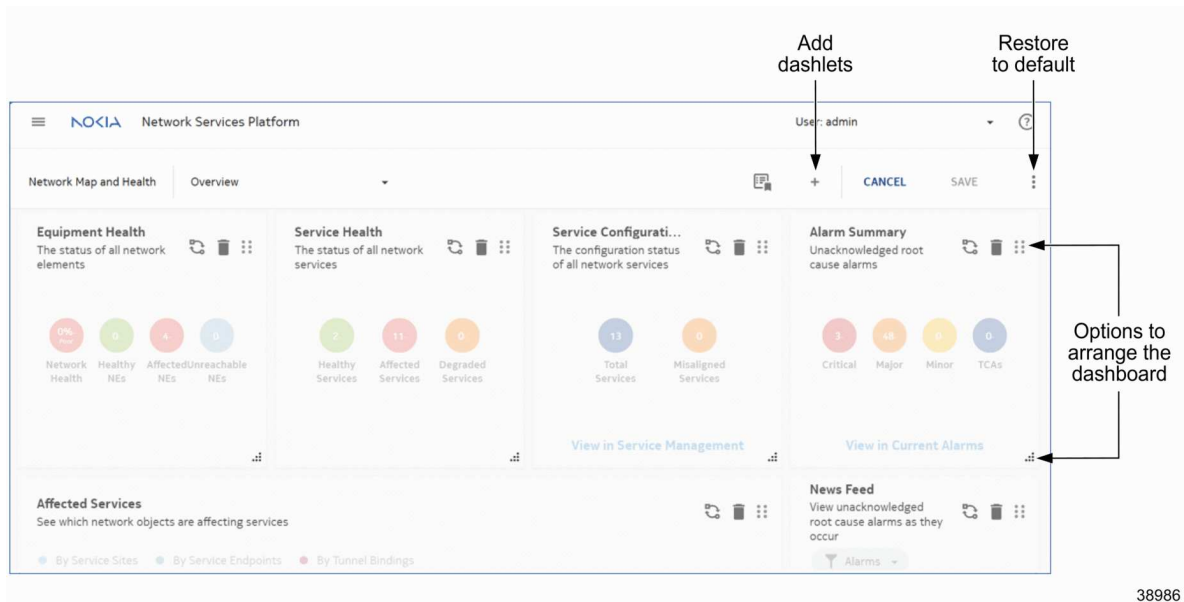 Add
dashlets
Restore
to default
NOKIA Network Services Platform
User: admin
?
Network Map and Health Overview
+ CANCEL SAVE
Equipment Health
The status of all network
elements
Service Health
The status of all network
services
Service Configurati...
The configuration status
of all network services
Alarm Summary
Unacknowledged root
cause alarms
0%
Poor
0
4
0
Network
Health
Healthy
NEs
Affected
NEs
Unreachable
NEs
2
11
0
Healthy
Services
Affected
Services
Degraded
Services
13
0
Total
Services
Misaligned
Services
3
48
0
0
Critical
Major
Minor
TCAs
View in Service Management
View in Current Alarms
Options to
arrange the
dashboard
Affected Services
See which network objects are affecting services
By Service Sites By Service Endpoints By Tunnel Bindings
News Feed
View unacknowledged
root cause alarms as they
occur
Alarms
38986